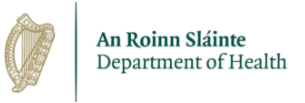 An Roinn Sláinte
Department of Health